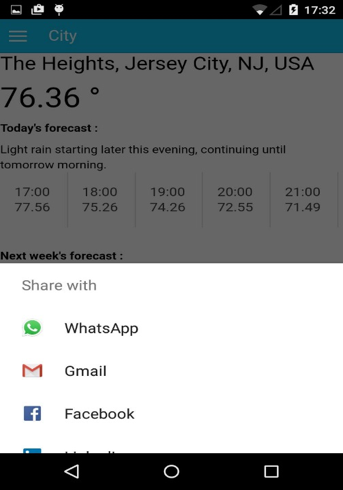 17:32
City
The Heights, Jersey City, NJ, USA
76.36 °
Today's forecast :
Light rain starting later this evening, continuing until
tomorrow morning.
17:00 18:00 19:00 20:00 21:00
77.56 75.26 74.26 72.55 71.49
Next week's forecast :
Share with
WhatsApp
Gmail
Facebook